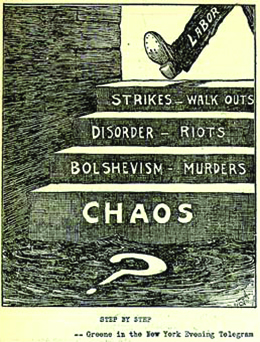 LABOR
STRIKES - WALK OUTS
DISORDER - RIOTS
BOLSHEVISM - MURDERS
CHAOS
?
STEP BY STEP
-- Greene in the New York Evening Telegram